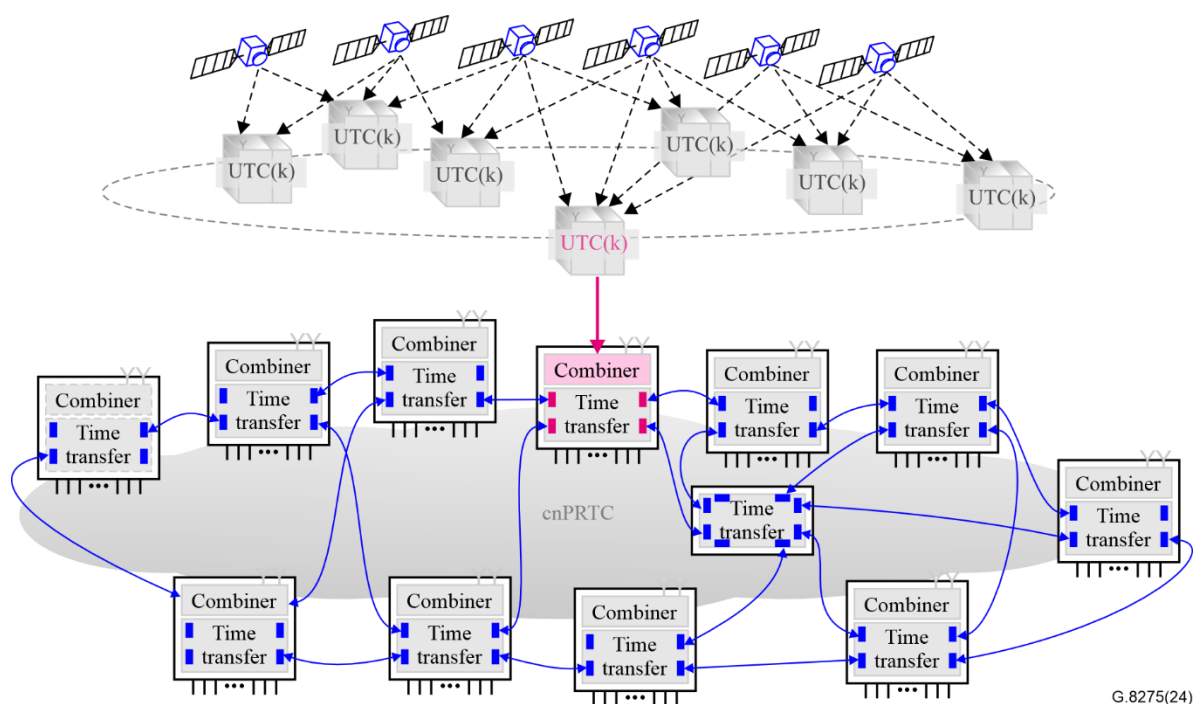 UTC(k)
UTC(k)
UTC(k)
UTC(k)
UTC(k)
UTC(k)
UTC(k)
Combiner
Time
transfer
Combiner
Time
transfer
Combiner
Time
transfer
Combiner
Time
transfer
Combiner
Time
transfer
Combiner
Time
transfer
Combiner
Time
transfer
cnPRTC
Time
transfer
Combiner
Time
transfer
Combiner
Time
transfer
Combiner
Time
transfer
Combiner
Time
transfer
G.8275(24)